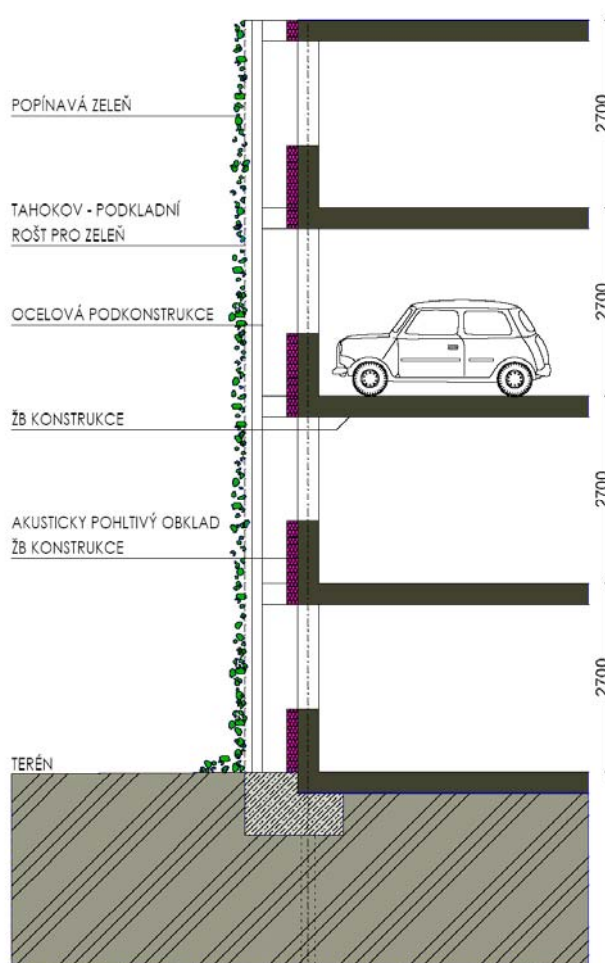 POPÍNAVÁ ZELEŇ
TAHOKOV - PODKLADNÍ
ROŠT PRO ZELEŇ
OCELOVÁ PODKONSTRUKCE
ŽB KONSTRUKCE
AKUSTICKY POHLTIVÝ OBKLAD
ŽB KONSTRUKCE
TERÉN
2700
2700
2700
2700